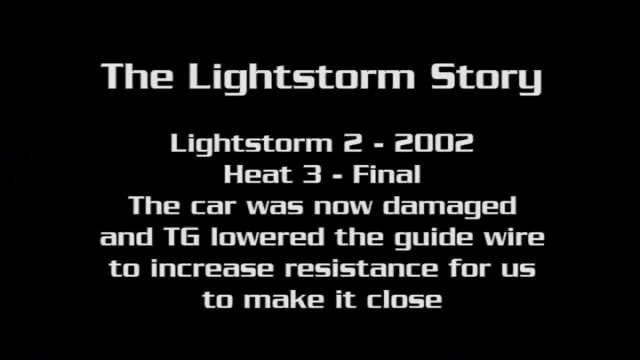 The Lightstorm Story
Lightstorm 2 - 2002
Heat 3 - Final
The car was now damaged
and TG lowered the guide wire
to increase resistance for us
to make it close